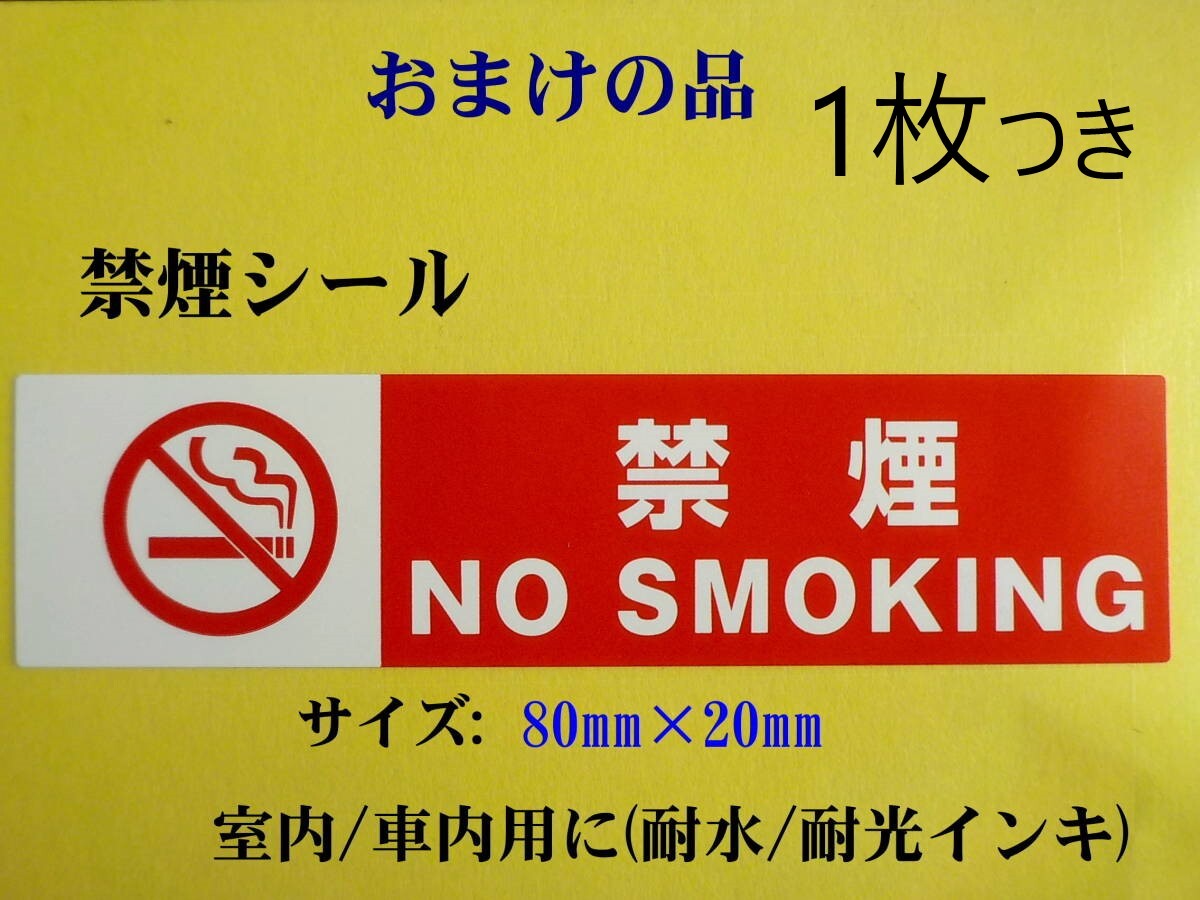 おまけの品 1枚つき
禁煙シール
禁 煙
NO SMOKING
サイズ: 80mm×20mm
室内/車内用に(耐水/耐光インキ)